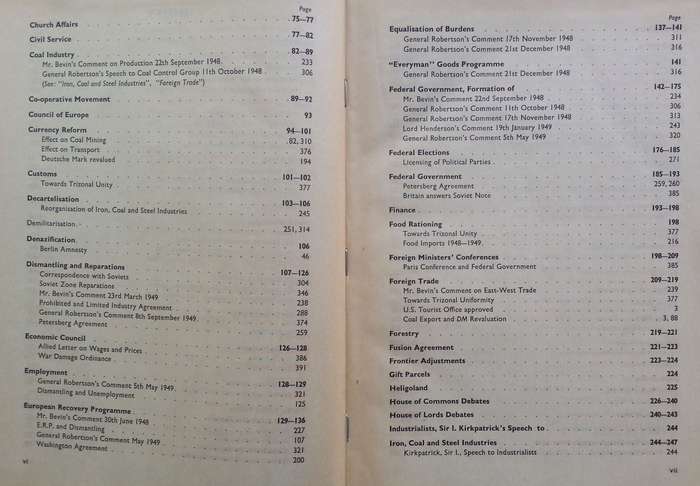 Page
Church Affairs 75—77
Civil Service 77—82
Coal Industry 82—89
Mr. Bevin's Comment on Production 22nd September 1948. 233
General Robertson's Speech to Coal Control Group 11th October 1948 306
(See: "Iron, Coal and Steel Industries", "Foreign Trade")
Co-operative Movement 89—92
Council of Europe 93
Currency Reform 94—101
Effect on Coal Mining 82, 310
Effect on Transport 376
Deutsche Mark revalued 194
Customs 101—102
Towards Trizonal Unity 377
Decartelisation 103—106
Reorganisation of Iron, Coal and Steel Industries 245
Demilitarisation 251, 314
Denazification 106
Berlin Amnesty 46
Dismantling and Reparations 107—126
Correspondence with Soviets 304
Soviet Zone Reparations 346
Mr. Bevin's Comment 23rd March 1949 238
Prohibited and Limited Industry Agreement 288
General Robertson's Comment 8th September 1949 374
Petersberg Agreement 259
Economic Council 126—128
Allied Letter on Wages and Prices 386
War Damage Ordinance 391
Employment 128—129
General Robertson's Comment 5th May 1949 321
Dismantling and Unemployment 125
European Recovery Programme 129—136
Mr. Bevin's Comment 30th June 1948 227
E.R.P. and Dismantling 107
General Robertson's Comment May 1949 321
Washington Agreement 200
vi
Page
Equalisation of Burdens 137—141
General Robertson's Comment 17th November 1948 311
General Robertson's Comment 21st December 1948 316
"Everyman" Goods Programme 141
General Robertson's Comment 21st December 1948 316
Federal Government, Formation of 142—175
Mr. Bevin's Comment 22nd September 1948 234
General Robertson's Comment 11th October 1948 306
General Robertson's Comment 17th November 1948 313
Lord Henderson's Comment 19th January 1949 243
General Robertson's Comment 5th May 1949 320
Federal Elections 176—185
Licensing of Political Parties 271
Federal Government 185—193
Petersberg Agreement 259, 260
Britain answers Soviet Note 385
Finance 193—198
Food Rationing 198
Towards Trizonal Unity 377
Food Imports 1948—1949 216
Foreign Ministers' Conferences 198—209
Paris Conference and Federal Government 385
Foreign Trade 209—219
Mr. Bevin's Comment on East-West Trade 239
Towards Trizonal Uniformity 377
U.S. Tourist Office approved 3
Coal Export and DM Revaluation 3, 88
Forestry 219—221
Fusion Agreement 221—223
Frontier Adjustments 223—224
Gift Parcels 224
Heligoland 225
House of Commons Debates 226—240
House of Lords Debates 240—243
Industrialists, Sir I. Kirkpatrick's Speech to 244
Iron, Coal and Steel Industries 244—247
Kirkpatrick, Sir I., Speech to Industrialists 244
vii